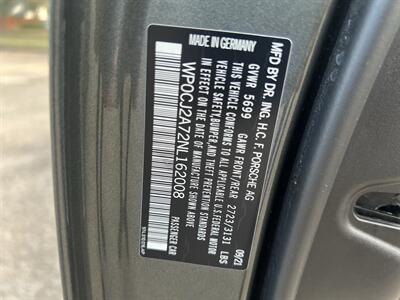 MFD BY DR. ING. H.C. F. PORSCHE AG
GVWR 5699 GAWR FRONT/REAR 2723/3131 LBS 09/21
THIS VEHICLE CONFORMS TO ALL APPLICABLE U.S. FEDERAL MOTOR
VEHICLE SAFETY, BUMPER, AND THEFT PREVENTION STANDARDS
IN EFFECT ON THE DATE OF MANUFACTURE SHOWN ABOVE
WP0CJ2A72NL162008 PASSENGER CAR
MADE IN GERMANY